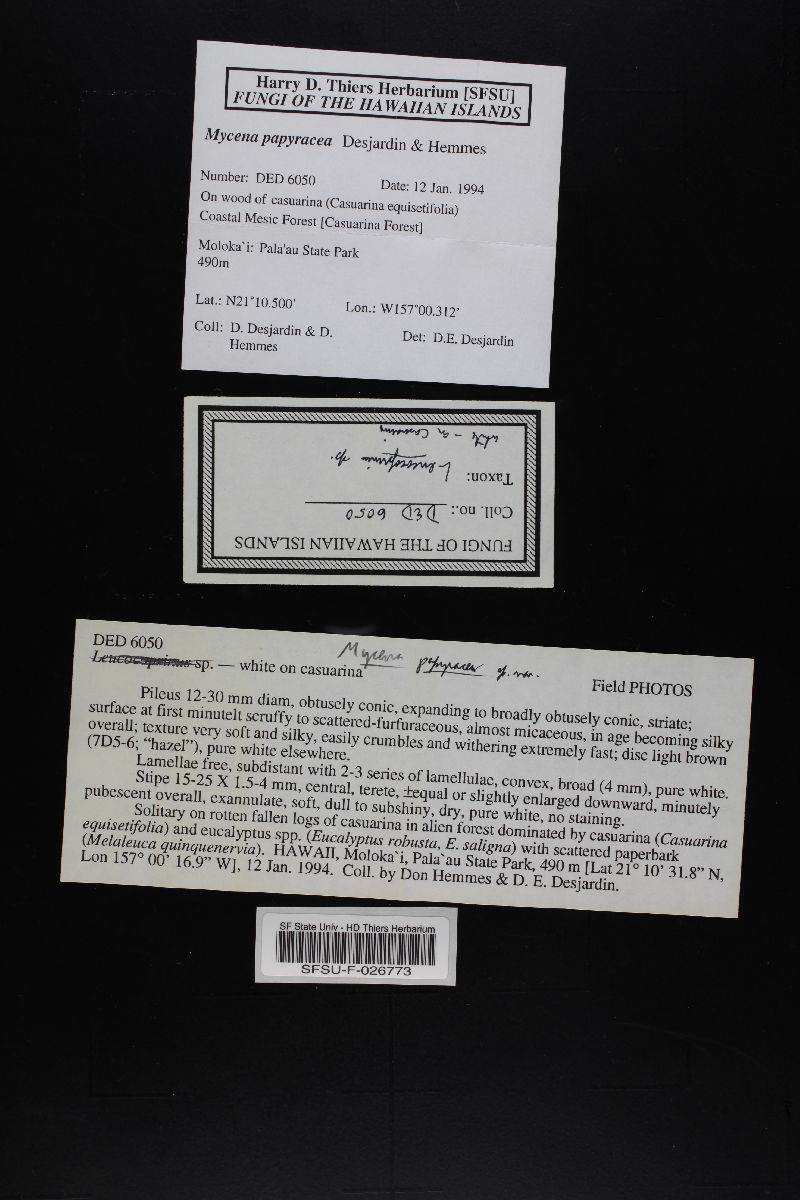 Harry D. Thiers Herbarium [SFSU]
FUNGI OF THE HAWAIIAN ISLANDS
Mycena papyracea Desjardin & Hemmes
Number: DED 6050 Date: 12 Jan. 1994
On wood of casuarina (Casuarina equisetifolia)
Coastal Mesic Forest [Casuarina Forest]
Moloka`i: Pala'au State Park
490m
Lat.: N21°10.500' Lon.: W157°00.312'
Coll: D. Desjardin & D. Hemmes Det: D.E. Desjardin
FUNGI OF THE HAWAIIAN ISLANDS
Coll. no.: DED 6050
Taxon: Leucocoprinus sp.
white - on Casuarina
DED 6050
Leucocoprinus sp. — white on casuarina Mycena papyracea sp. nov. Field PHOTOS
Pileus 12-30 mm diam, obtusely conic, expanding to broadly obtusely conic, striate;
surface at first minutelt scruffy to scattered-furfuraceous, almost micaceous, in age becoming silky
overall; texture very soft and silky, easily crumbles and withering extremely fast; disc light brown
(7D5-6; “hazel”), pure white elsewhere.
Lamellae free, subdistant with 2-3 series of lamellulae, convex, broad (4 mm), pure white.
Stipe 15-25 X 1.5-4 mm, central, terete, ±equal or slightly enlarged downward, minutely
pubescent overall, exannulate, soft, dull to subshiny, dry, pure white, no staining.
Solitary on rotten fallen logs of casuarina in alien forest dominated by casuarina (Casuarina
equisetifolia) and eucalyptus spp. (Eucalyptus robusta, E. saligna) with scattered paperbark
(Melaleuca quinquenervia). HAWAII, Moloka`i, Pala`au State Park, 490 m [Lat 21° 10’ 31.8” N,
Lon 157° 00’ 16.9” W], 12 Jan. 1994. Coll. by Don Hemmes & D. E. Desjardin.
SF State Univ - HD Thiers Herbarium
SFSU-F-026773